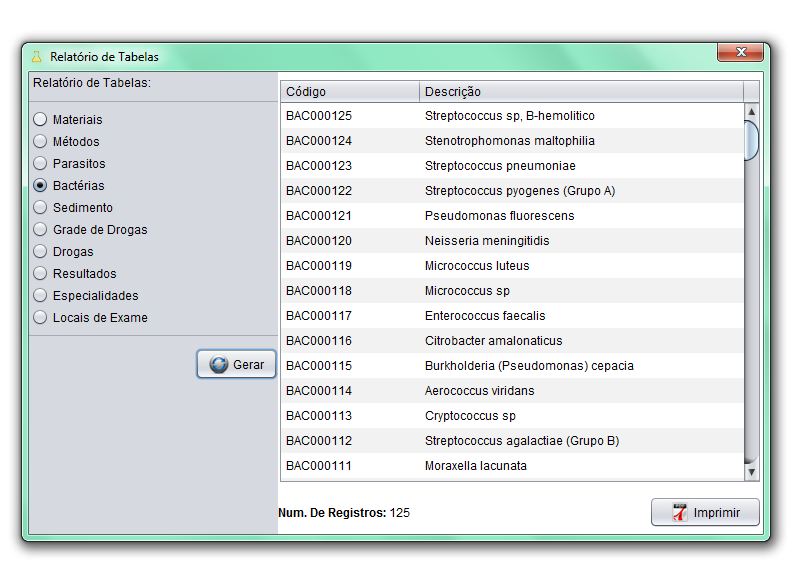 Relatório de Tabelas
Relatório de Tabelas:
Materiais
Métodos
Parasitos
Bactérias
Sedimento
Grade de Drogas
Drogas
Resultados
Especialidades
Locais de Exame
Gerar
Código Descrição
BAC000125 Streptococcus sp, B-hemolitico
BAC000124 Stenotrophomonas maltophilia
BAC000123 Streptococcus pneumoniae
BAC000122 Streptococcus pyogenes (Grupo A)
BAC000121 Pseudomonas fluorescens
BAC000120 Neisseria meningitidis
BAC000119 Micrococcus luteus
BAC000118 Micrococcus sp
BAC000117 Enterococcus faecalis
BAC000116 Citrobacter amalonaticus
BAC000115 Burkholderia (Pseudomonas) cepacia
BAC000114 Aerococcus viridans
BAC000113 Cryptococcus sp
BAC000112 Streptococcus agalactiae (Grupo B)
BAC000111 Moraxella lacunata
Num. De Registros: 125
Imprimir